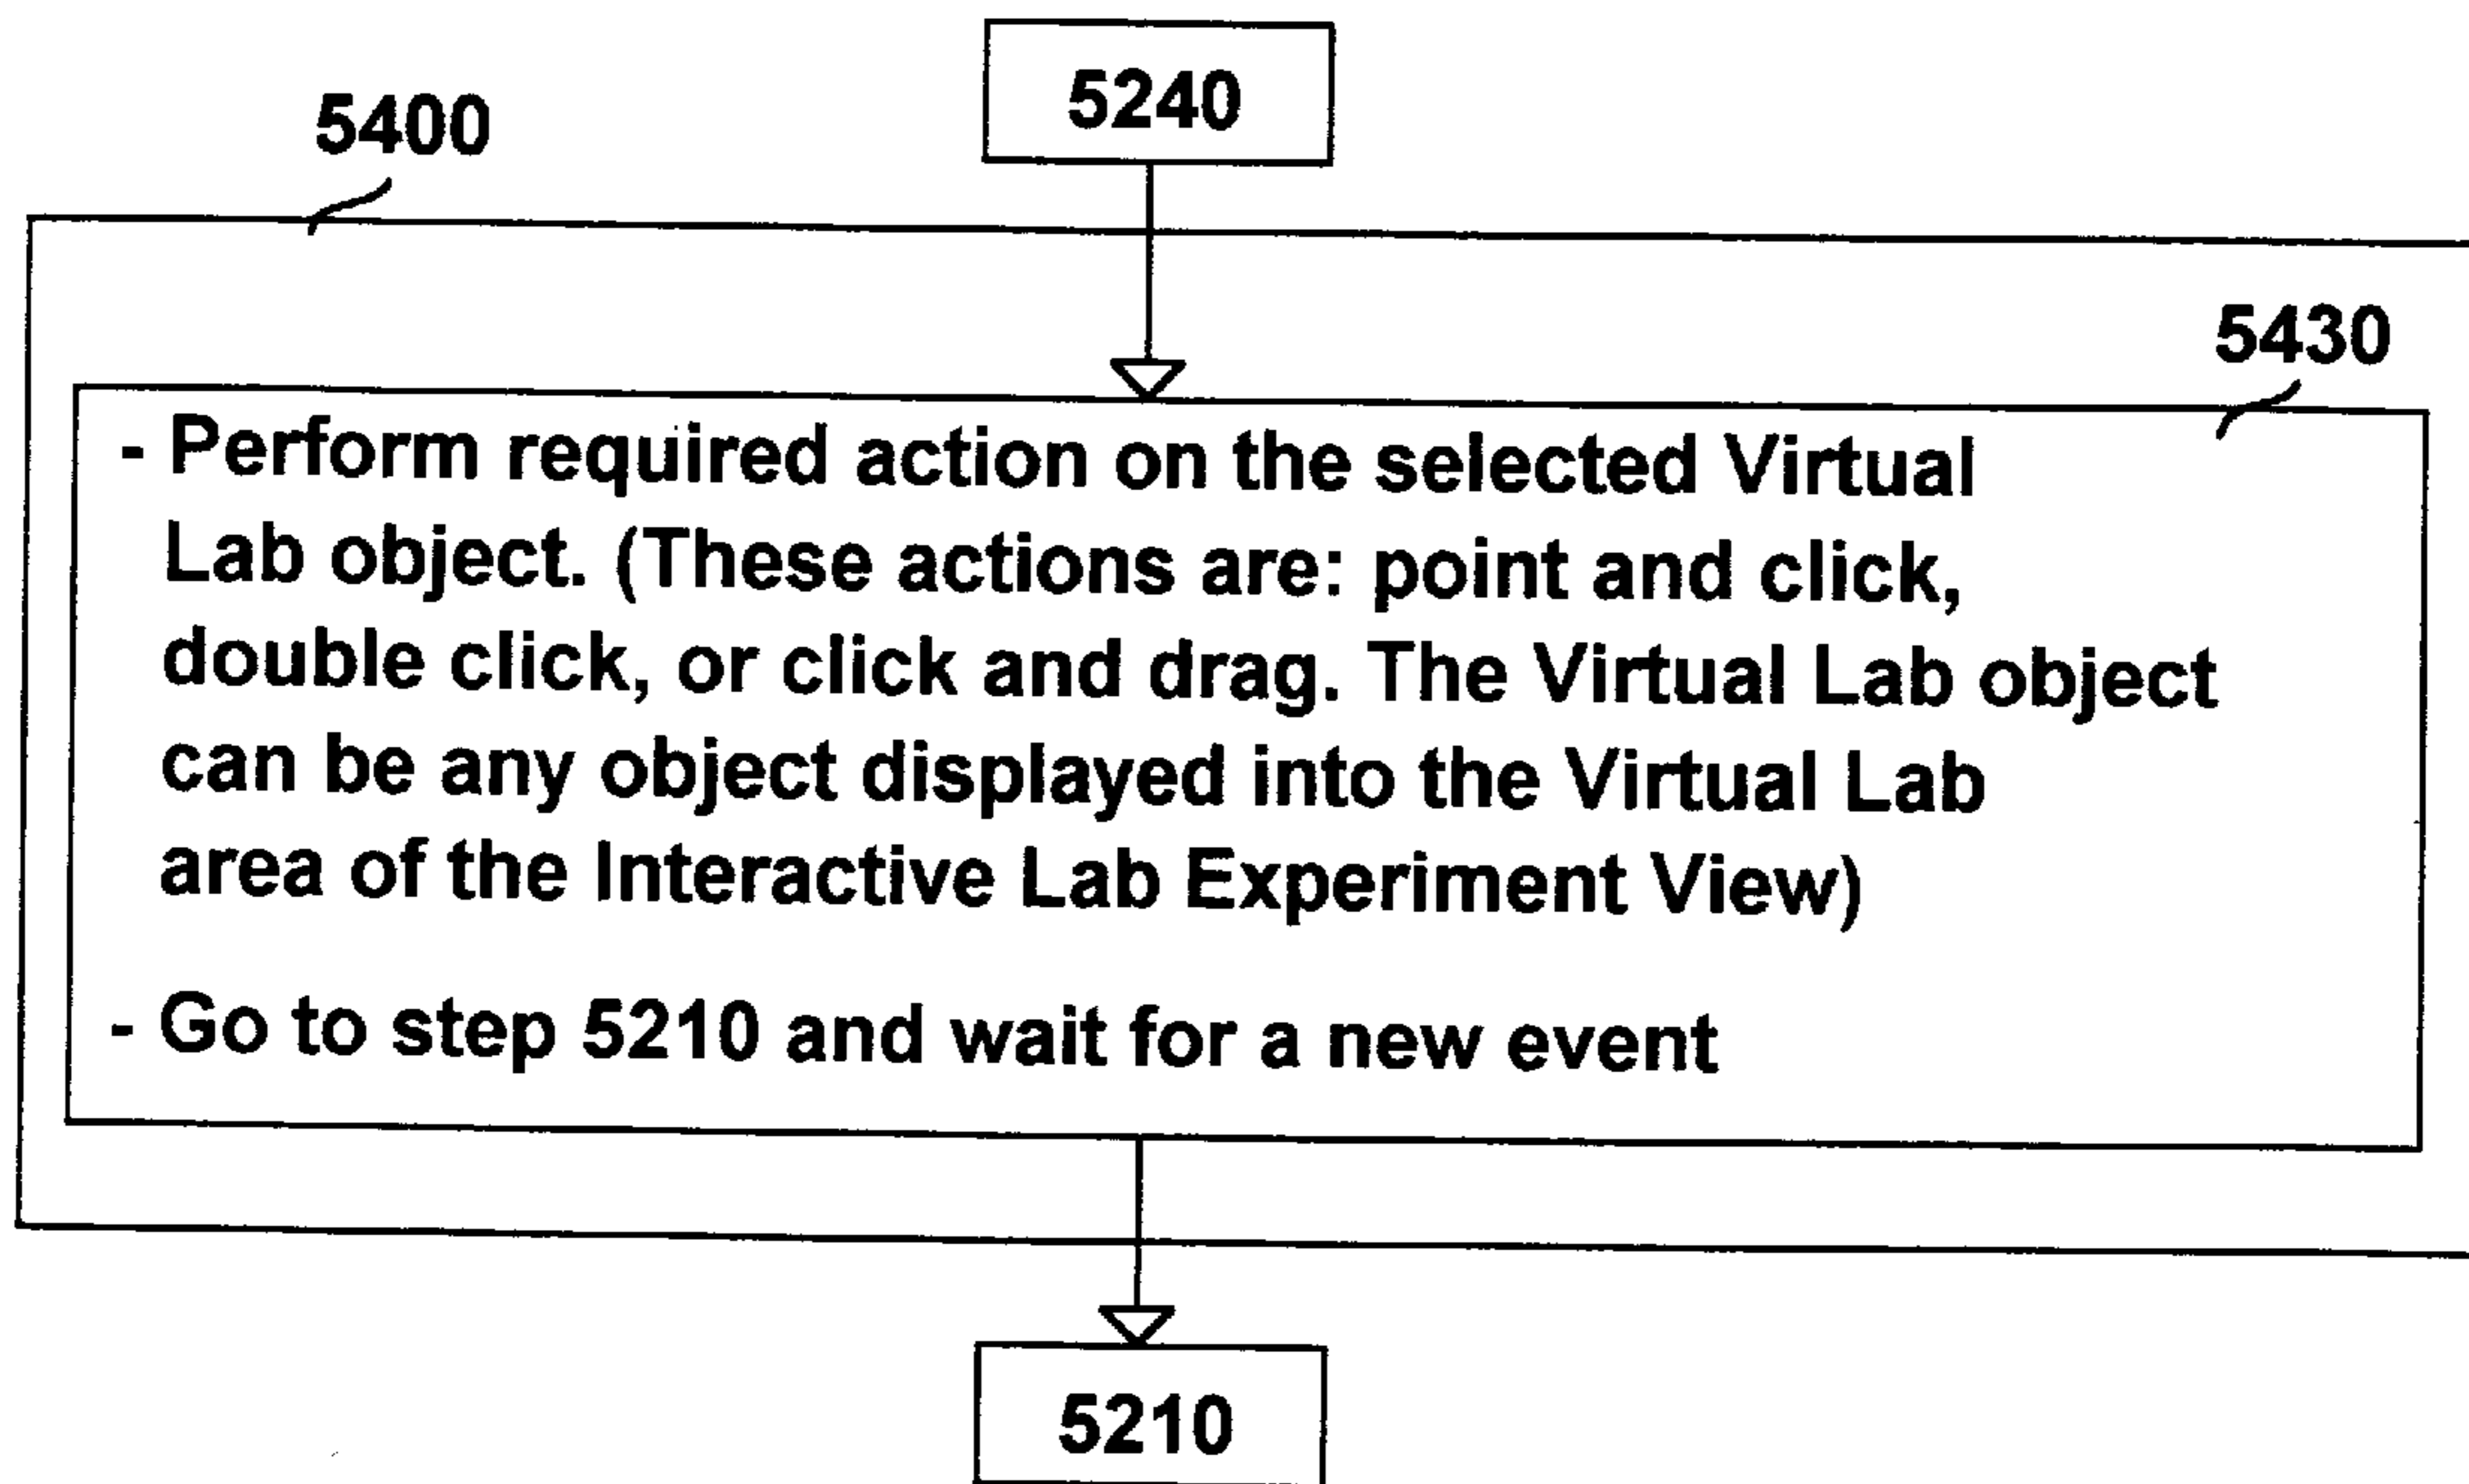 5240
5400
5430
- Perform required action on the selected Virtual
Lab object. (These actions are: point and click,
double click, or click and drag. The Virtual Lab object
can be any object displayed into the Virtual Lab
area of the Interactive Lab Experiment View)
- Go to step 5210 and wait for a new event
5210